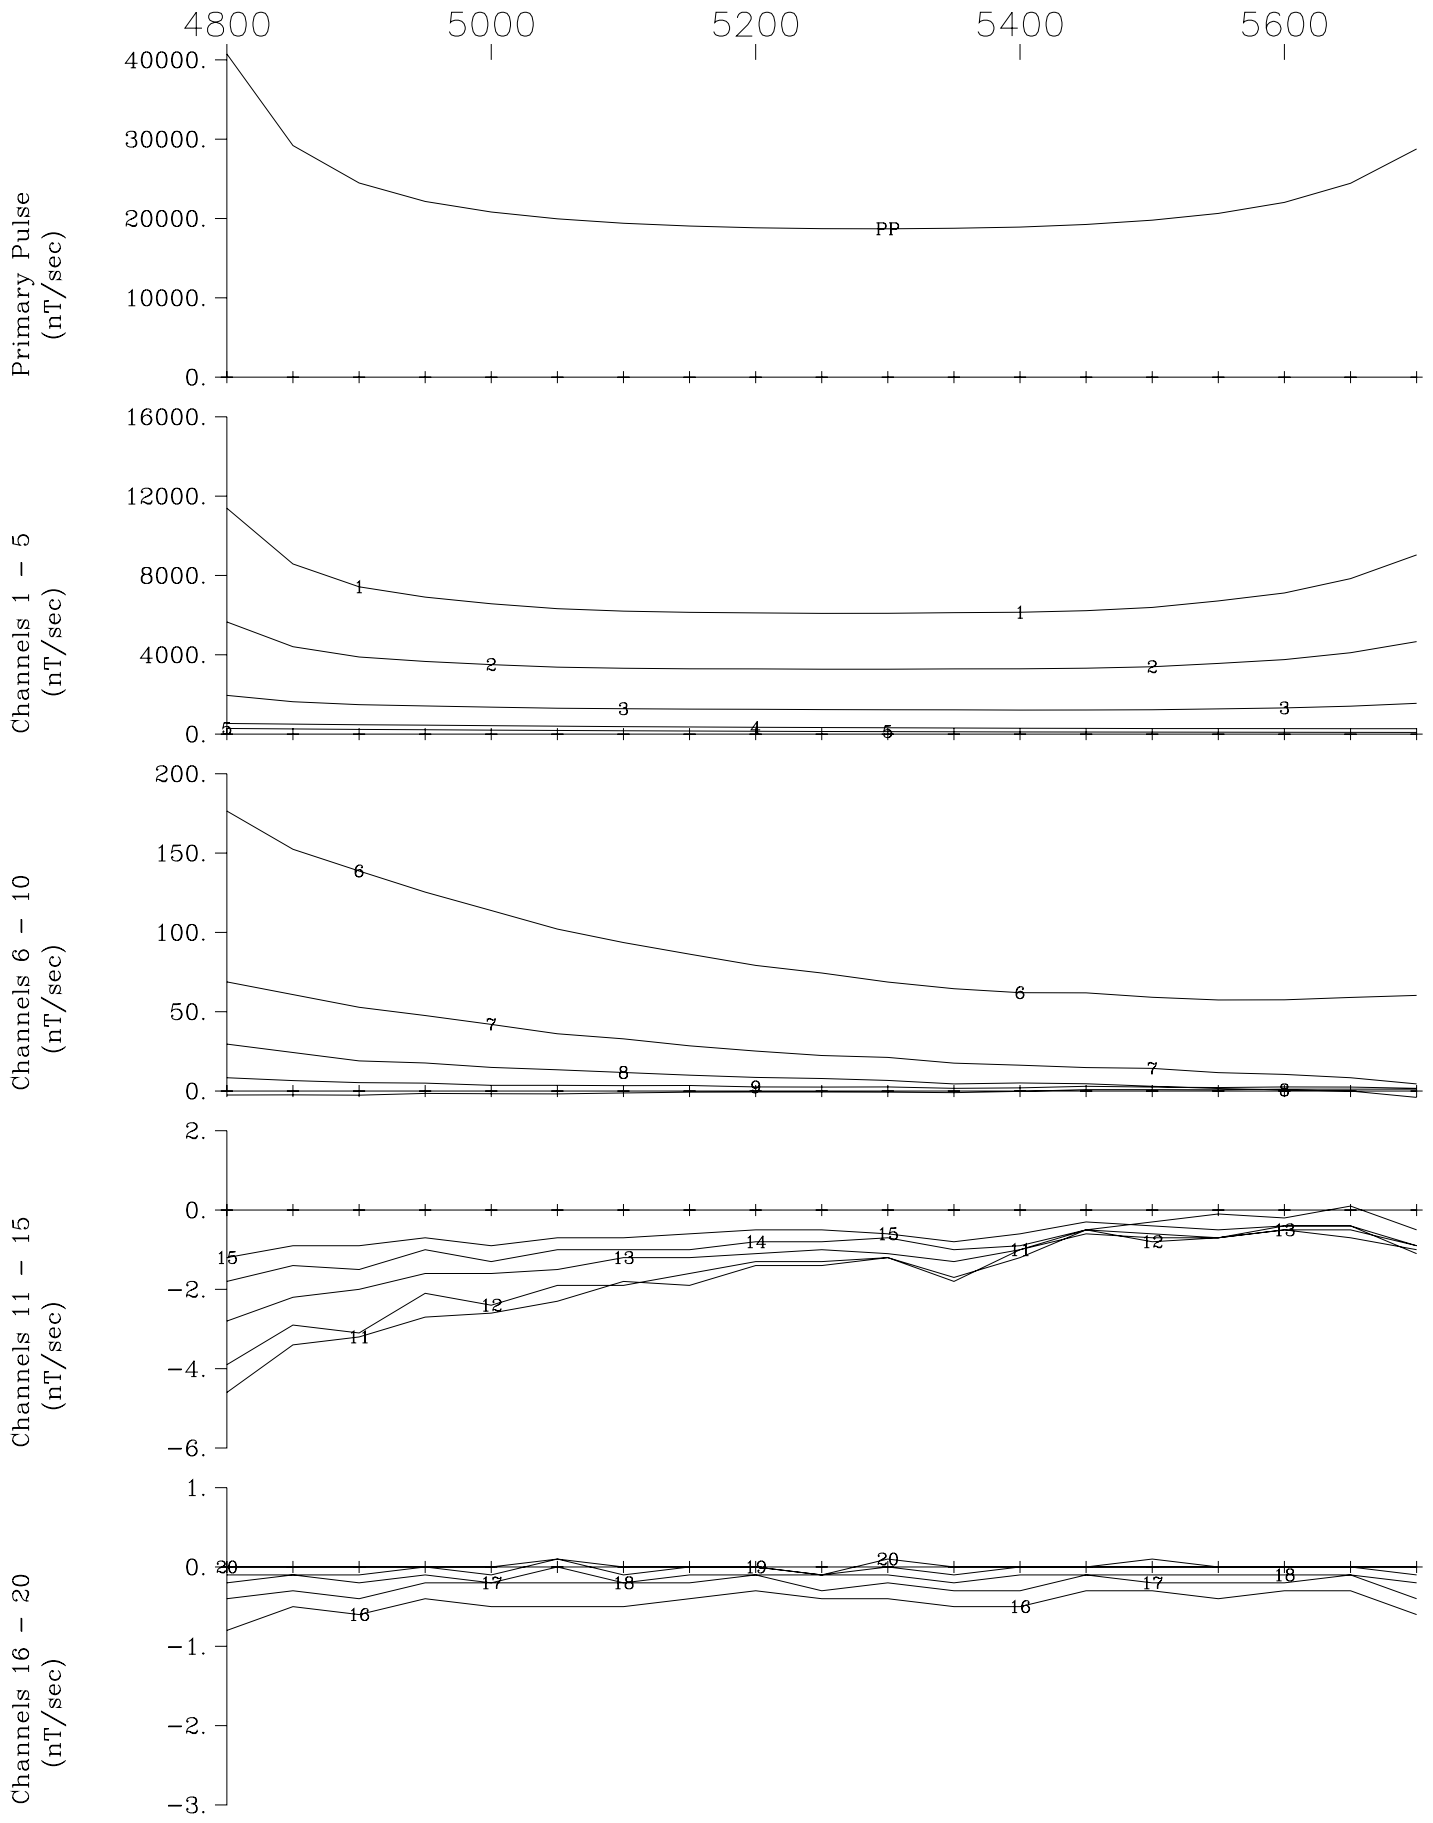 4800 5000 5200 5400 5600
Primary Pulse
(nT/sec)
40000.
30000.
20000.
10000.
0.
PP
Channels 1 − 5
(nT/sec)
16000.
12000.
8000.
4000.
0.
1 1
2 2
3 3
5 4 5
Channels 6 − 10
(nT/sec)
200.
150.
100.
50.
0.
6 6
7 7
8 9 8
Channels 11 − 15
(nT/sec)
2.
0.
−2.
−4.
−6.
15 11 12 13 14 15 11 12 13
Channels 16 − 20
(nT/sec)
1.
0.
−1.
−2.
−3.
20 16 17 18 19 20 16 17 18